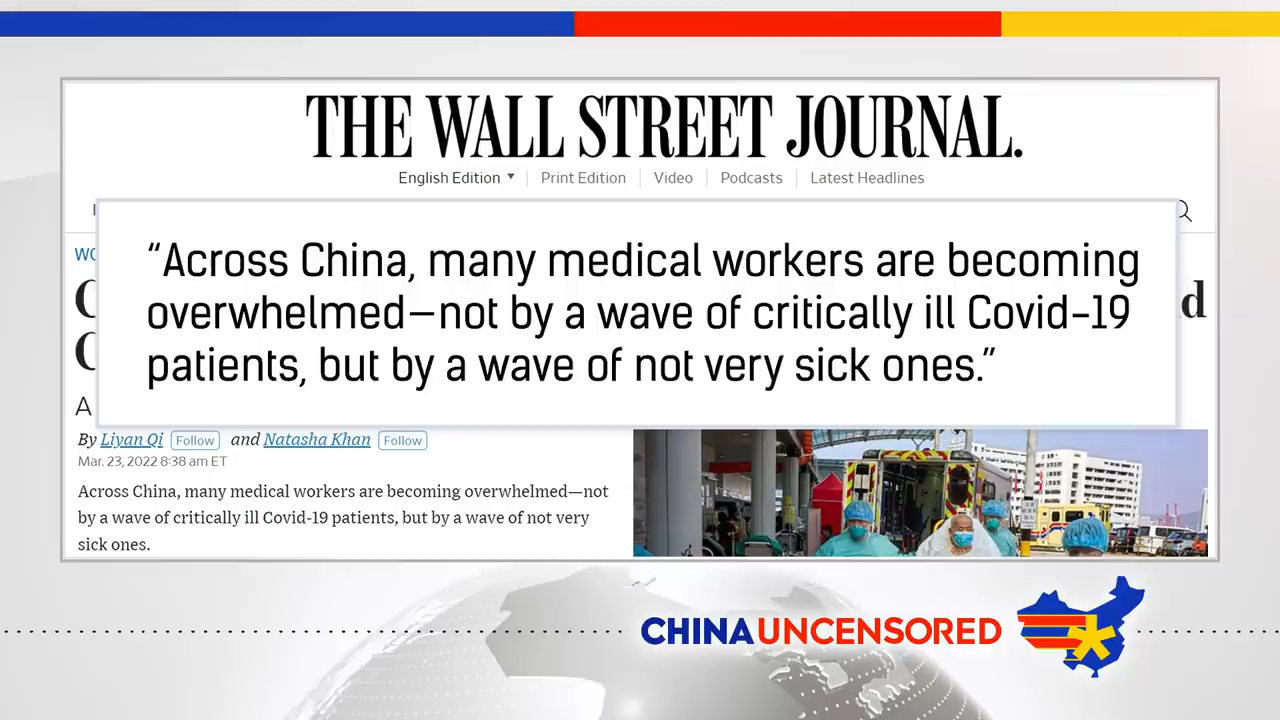 THE WALL STREET JOURNAL.
English Edition Print Edition Video Podcasts Latest Headlines
“Across China, many medical workers are becoming
overwhelmed—not by a wave of critically ill Covid-19
patients, but by a wave of not very sick ones.”
By Liyan Qi Follow and Natasha Khan Follow
Mar. 23, 2022 8:38 am ET
Across China, many medical workers are becoming overwhelmed—not
by a wave of critically ill Covid-19 patients, but by a wave of not very
sick ones.
CHINA UNCENSORED